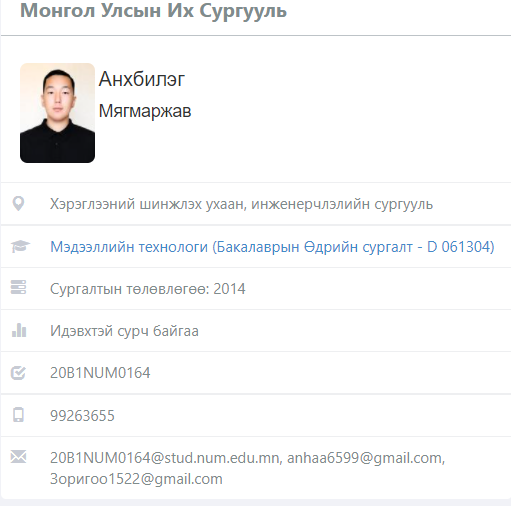 Монгол Улсын Их Сургууль
Анхбилэг
Мягмаржав
Хэрэглээний шинжлэх ухаан, инженерчлэлийн сургууль
Мэдээллийн технологи (Бакалаврын Өдрийн сургалт - D 061304)
Сургалтын төлөвлөгөө: 2014
Идэвхтэй сурч байгаа
20B1NUM0164
99263655
20B1NUM0164@stud.num.edu.mn, anhaa6599@gmail.com,
Зоригоо1522@gmail.com